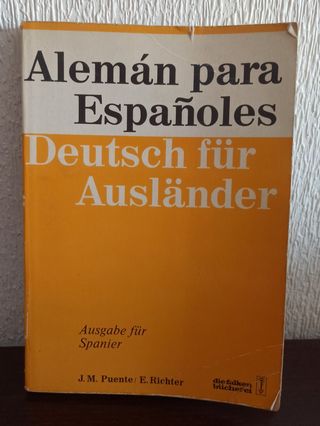 Alemán para
Españoles
Deutsch für
Ausländer
Ausgabe für
Spanier
J. M. Puente / E. Richter
die falken
bücherei